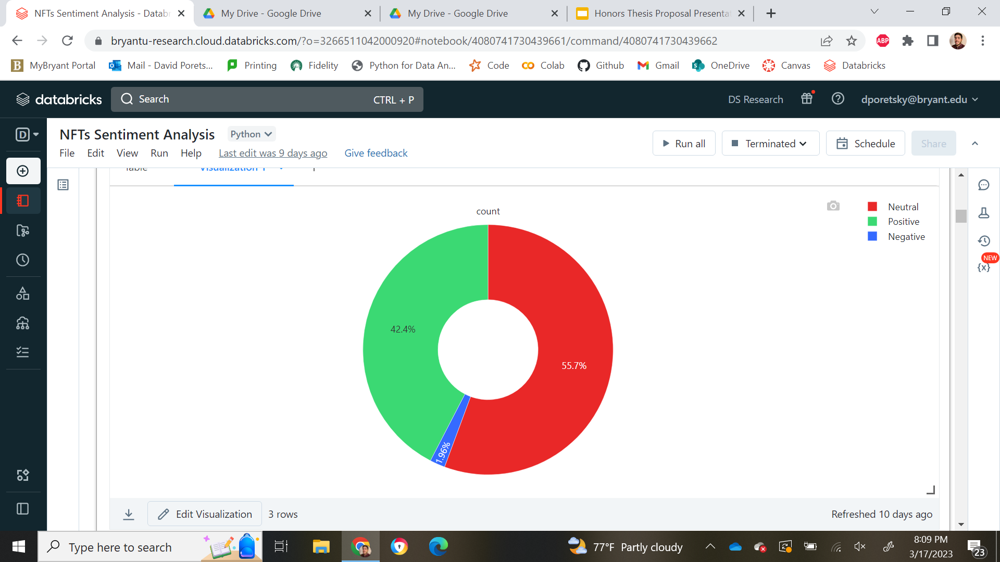 NFTs Sentiment Analysis - Datab
My Drive - Google Drive
My Drive - Google Drive
Honors Thesis Proposal Presenta
bryantu-research.cloud.databricks.com/?o=3266511042000920#notebook/4080741730439661/command/4080741730439662
ABP
B MyBryant Portal
Mail - David Porets...
Printing
Fidelity
Python for Data An...
Code
Colab
Github
Gmail
OneDrive
Canvas
Databricks
databricks
Search
CTRL + P
DS Research
dporetsky@bryant.edu
D
NFTs Sentiment Analysis
Python
Run all
Terminated
Schedule
Share
File Edit View Run Help Last edit was 9 days ago Give feedback
Table
Visualization 1
count
Neutral
Positive
Negative
NEW
{x}
42.4%
55.7%
1.96%
Edit Visualization
3 rows
Refreshed 10 days ago
Type here to search
77°F Partly cloudy
8:09 PM
3/17/2023
23